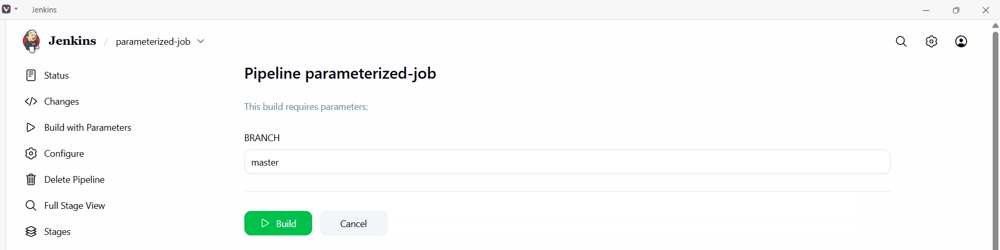 Jenkins
Jenkins / parameterized-job
Status
Changes
Build with Parameters
Configure
Delete Pipeline
Full Stage View
Stages
Pipeline parameterized-job
This build requires parameters:
BRANCH
master
Build
Cancel